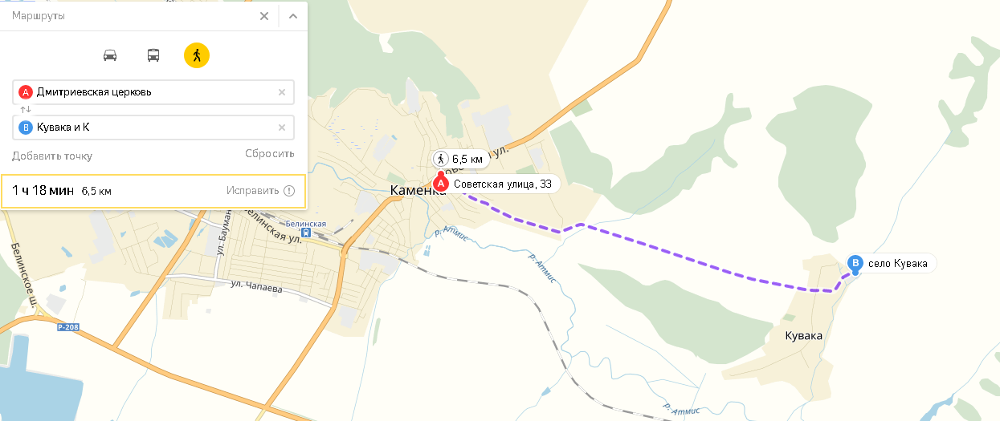 Маршруты
A Дмитриевская церковь
B Кувака и К
Добавить точку
Сбросить
1 ч 18 мин 6,5 км
Исправить
6,5 км
A Советская улица, 33
Каменка
Белинская
Белинская ул.
ул. Бауман
ул. Чапаева
Белинское ш.
Р-208
р. Атмис
р. Атмис
B село Кувака
Кувака
р. Атмис